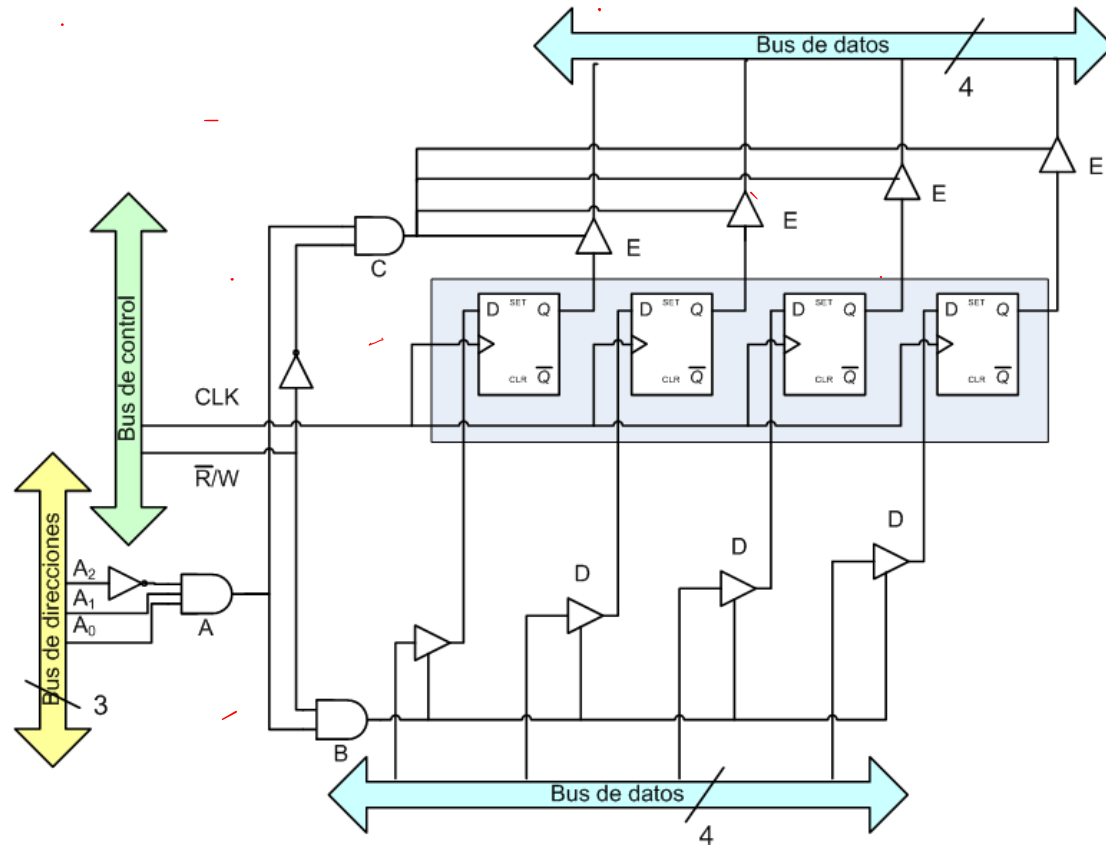 Bus de datos
4
E
E
E
E
C
Bus de control
D SET Q
CLR Q̅
D SET Q
CLR Q̅
D SET Q
CLR Q̅
D SET Q
CLR Q̅
CLK
R̅/W
Bus de direcciones
A₂
A₁
A₀
A
3
D
D
D
B
Bus de datos
4